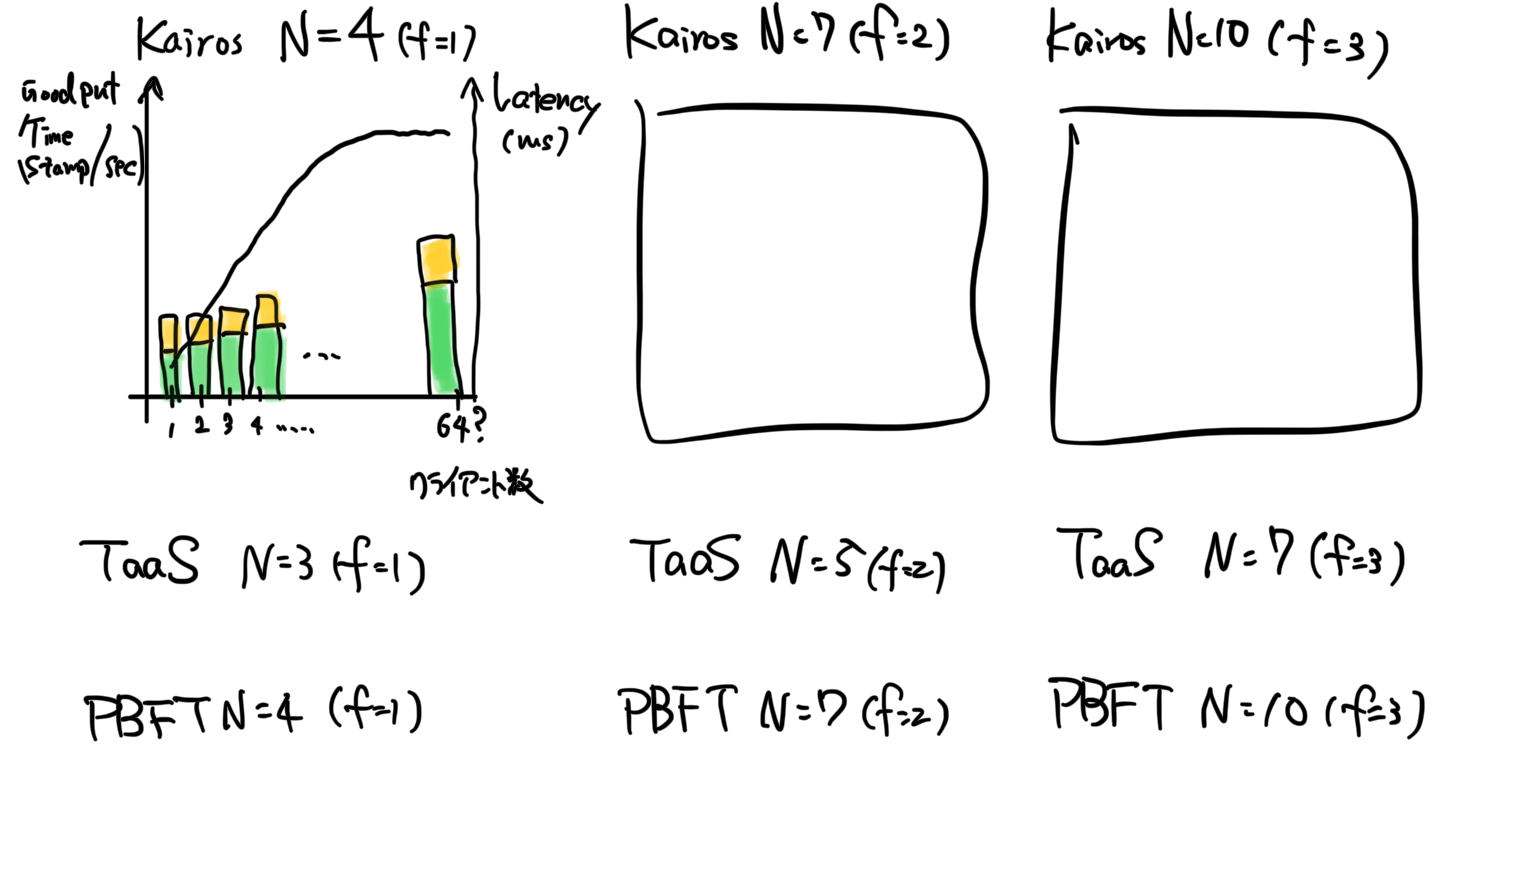 Kairos N=4 (f=1)
Kairos N=7 (f=2)
Kairos N=10 (f=3)
Goodput
(Time
stamp/sec)
Latency
(ms)
...
1 2 3 4 ..... 64?
クライアント数
TaaS N=3 (f=1)
TaaS N=5 (f=2)
TaaS N=7 (f=3)
PBFT N=4 (f=1)
PBFT N=7 (f=2)
PBFT N=10 (f=3)